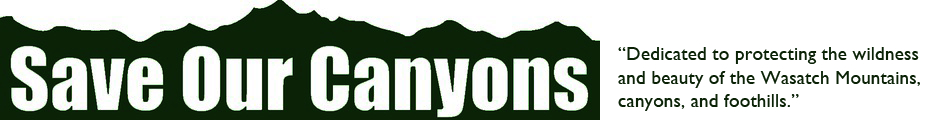 Save Our Canyons
“Dedicated to protecting the wildness
and beauty of the Wasatch Mountains,
canyons, and foothills.”